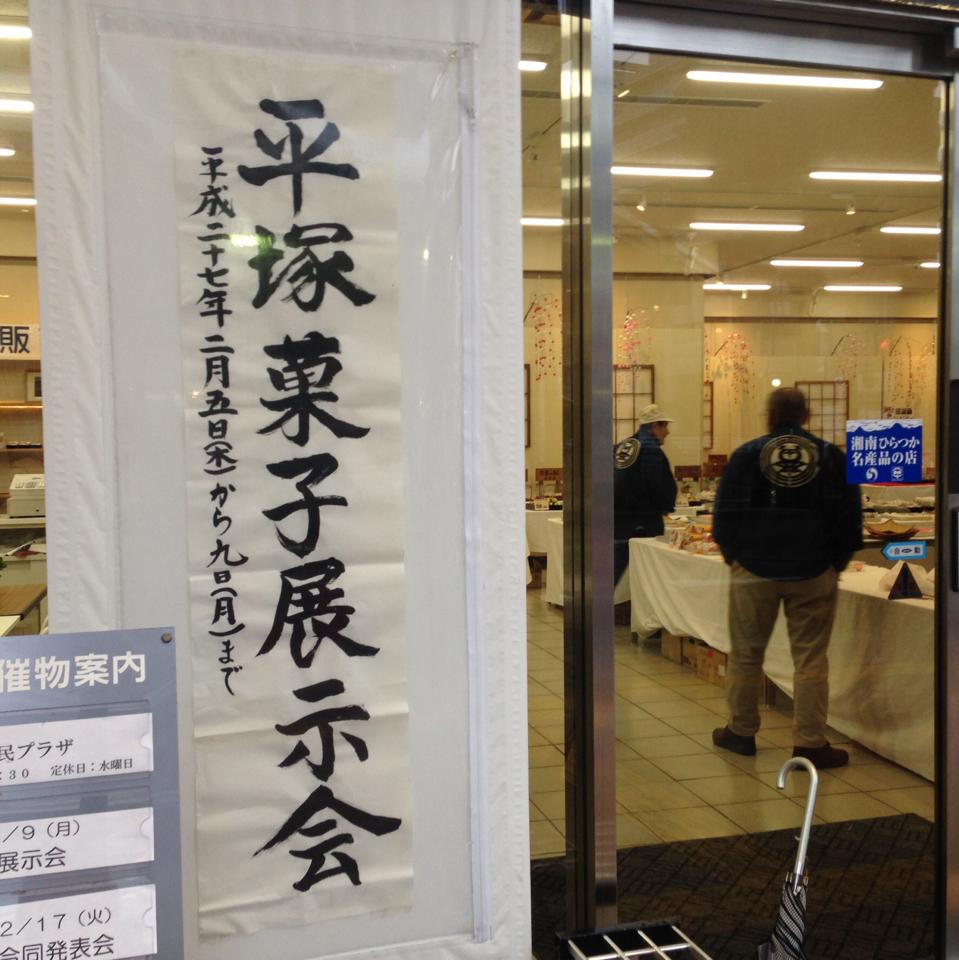 平塚菓子展示会
平成二十七年二月五日(木)から九日(月)まで
販
催物案内
民プラザ
:30 定休日:水曜日
/9(月)
展示会
2/17(火)
合同発表会
湘南ひらつか
名産品の店
自動